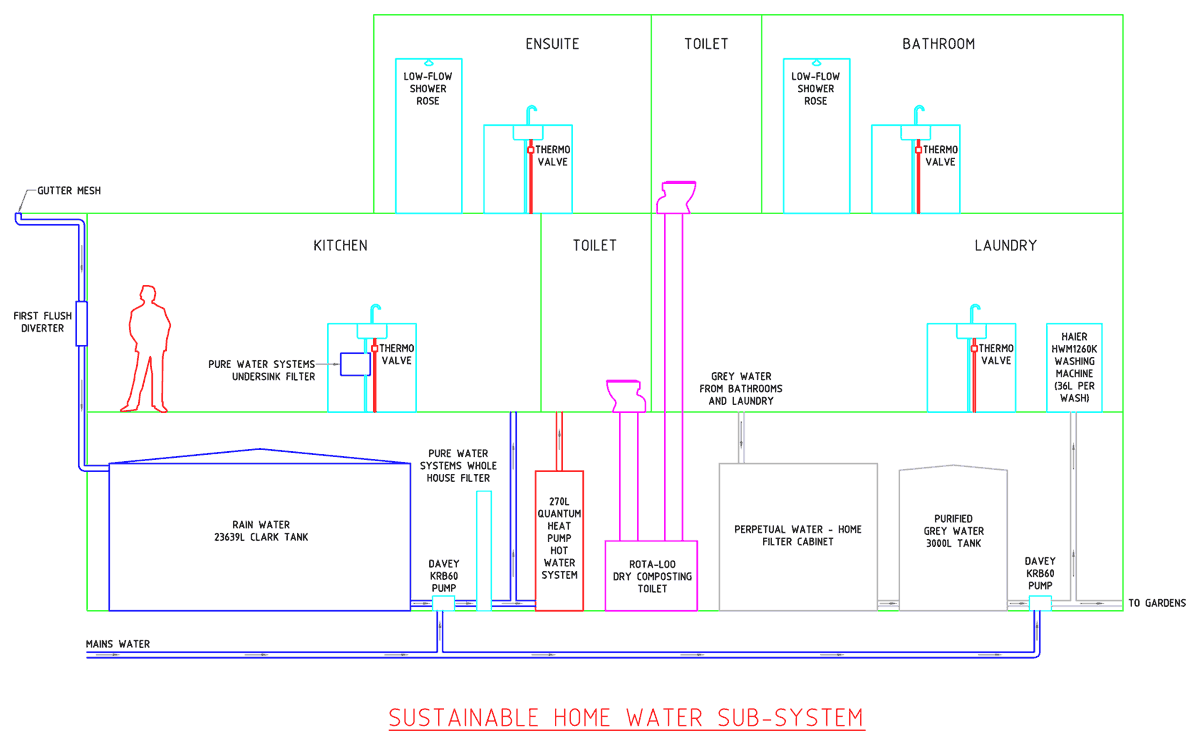 ENSUITE
TOILET
BATHROOM
LOW-FLOW
SHOWER
ROSE
THERMO
VALVE
LOW-FLOW
SHOWER
ROSE
THERMO
VALVE
GUTTER MESH
KITCHEN
TOILET
LAUNDRY
FIRST FLUSH
DIVERTER
PURE WATER SYSTEMS
UNDERSINK FILTER
THERMO
VALVE
GREY WATER
FROM BATHROOMS
AND LAUNDRY
THERMO
VALVE
HAIER
HWM1260K
WASHING
MACHINE
(36L PER
WASH)
RAIN WATER
23639L CLARK TANK
PURE WATER
SYSTEMS WHOLE
HOUSE FILTER
DAVEY
KRB60
PUMP
270L
QUANTUM
HEAT
PUMP
HOT
WATER
SYSTEM
ROTA-LOO
DRY COMPOSTING
TOILET
PERPETUAL WATER - HOME
FILTER CABINET
PURIFIED
GREY WATER
3000L TANK
DAVEY
KRB60
PUMP
TO GARDENS
MAINS WATER
SUSTAINABLE HOME WATER SUB-SYSTEM